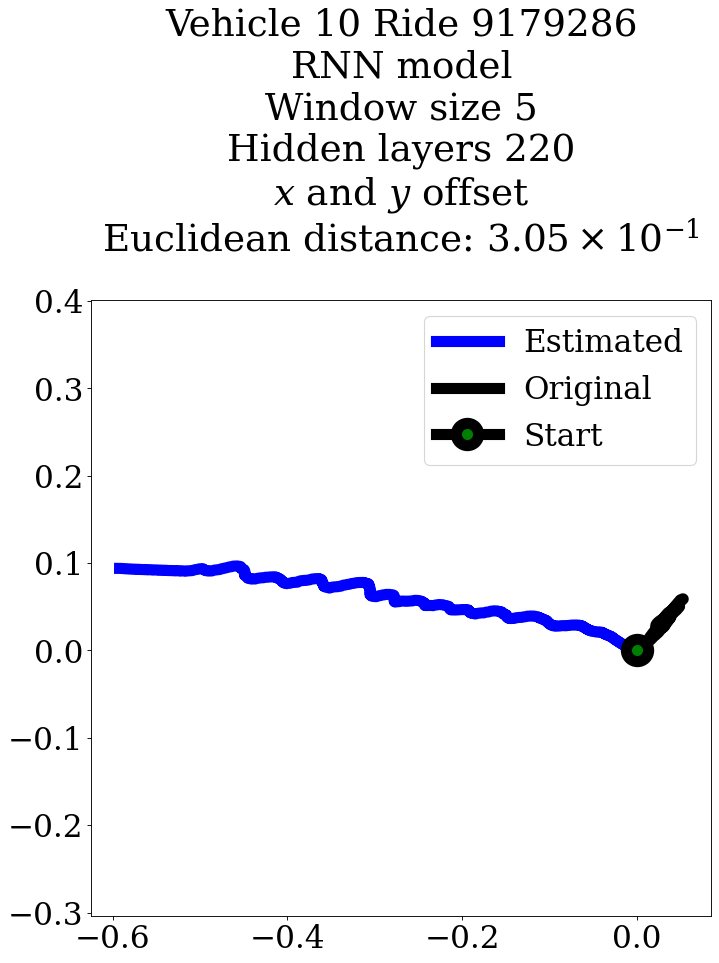 Vehicle 10 Ride 9179286
RNN model
Window size 5
Hidden layers 220
x and y offset
Euclidean distance: 3.05 × 10⁻¹
0.4
0.3
0.2
0.1
0.0
−0.1
−0.2
−0.3
Estimated
Original
Start
−0.6
−0.4
−0.2
0.0